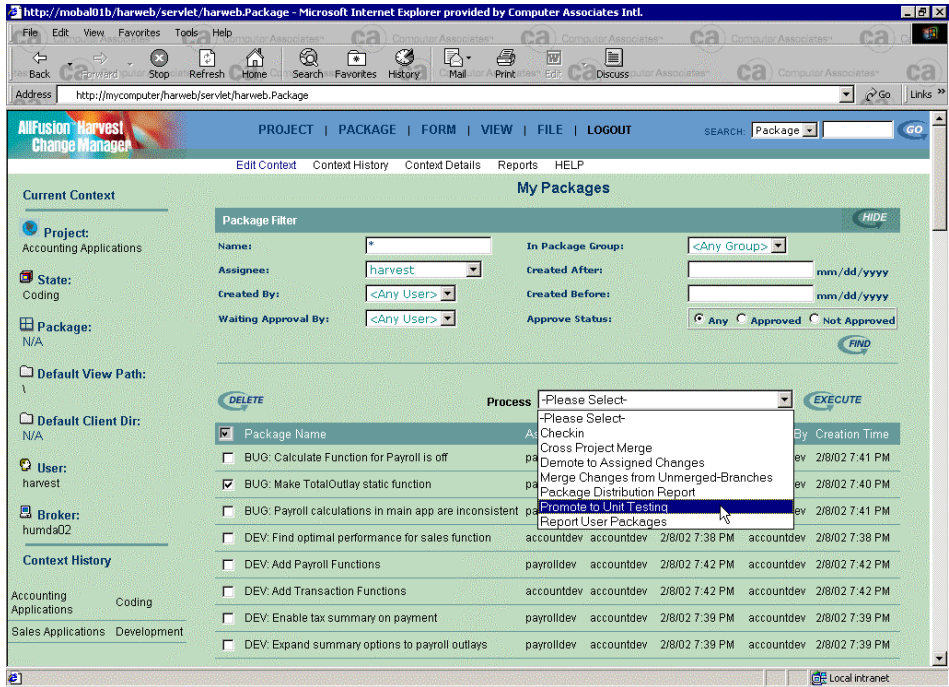 http://mobal01b/harweb/servlet/harweb.Package - Microsoft Internet Explorer provided by Computer Associates Intl.
File Edit View Favorites Tools Help
Back Forward Stop Refresh Home Search Favorites History Mail Print Edit Discuss
Address http://mycomputer/harweb/servlet/harweb.Package Go Links »
AllFusion Harvest
Change Manager
PROJECT | PACKAGE | FORM | VIEW | FILE | LOGOUT SEARCH: Package GO
Edit Context Context History Context Details Reports HELP
My Packages
Current Context
Project:
Accounting Applications
State:
Coding
Package:
N/A
Default View Path:
\
Default Client Dir:
N/A
User:
harvest
Broker:
humda02
Context History
Accounting Applications Coding
Sales Applications Development
Package Filter HIDE
Name: * In Package Group: <Any Group>
Assignee: harvest Created After: mm/dd/yyyy
Created By: <Any User> Created Before: mm/dd/yyyy
Waiting Approval By: <Any User> Approve Status: Any Approved Not Approved
FIND
DELETE Process -Please Select- EXECUTE
-Please Select-
Checkin
Cross Project Merge
Demote to Assigned Changes
Merge Changes from Unmerged-Branches
Package Distribution Report
Promote to Unit Testing
Report User Packages
Package Name By Creation Time
BUG: Calculate Function for Payroll is off 2/8/02 7:41 PM
BUG: Make TotalOutlay static function 2/8/02 7:40 PM
BUG: Payroll calculations in main app are inconsistent 2/8/02 7:41 PM
DEV: Find optimal performance for sales function accountdev accountdev 2/8/02 7:38 PM accountdev 2/8/02 7:38 PM
DEV: Add Payroll Functions payrolldev accountdev 2/8/02 7:42 PM accountdev 2/8/02 7:42 PM
DEV: Add Transaction Functions accountdev accountdev 2/8/02 7:42 PM accountdev 2/8/02 7:42 PM
DEV: Enable tax summary on payment payrolldev accountdev 2/8/02 7:39 PM accountdev 2/8/02 7:39 PM
DEV: Expand summary options to payroll outlays payrolldev accountdev 2/8/02 7:39 PM accountdev 2/8/02 7:39 PM
Local intranet